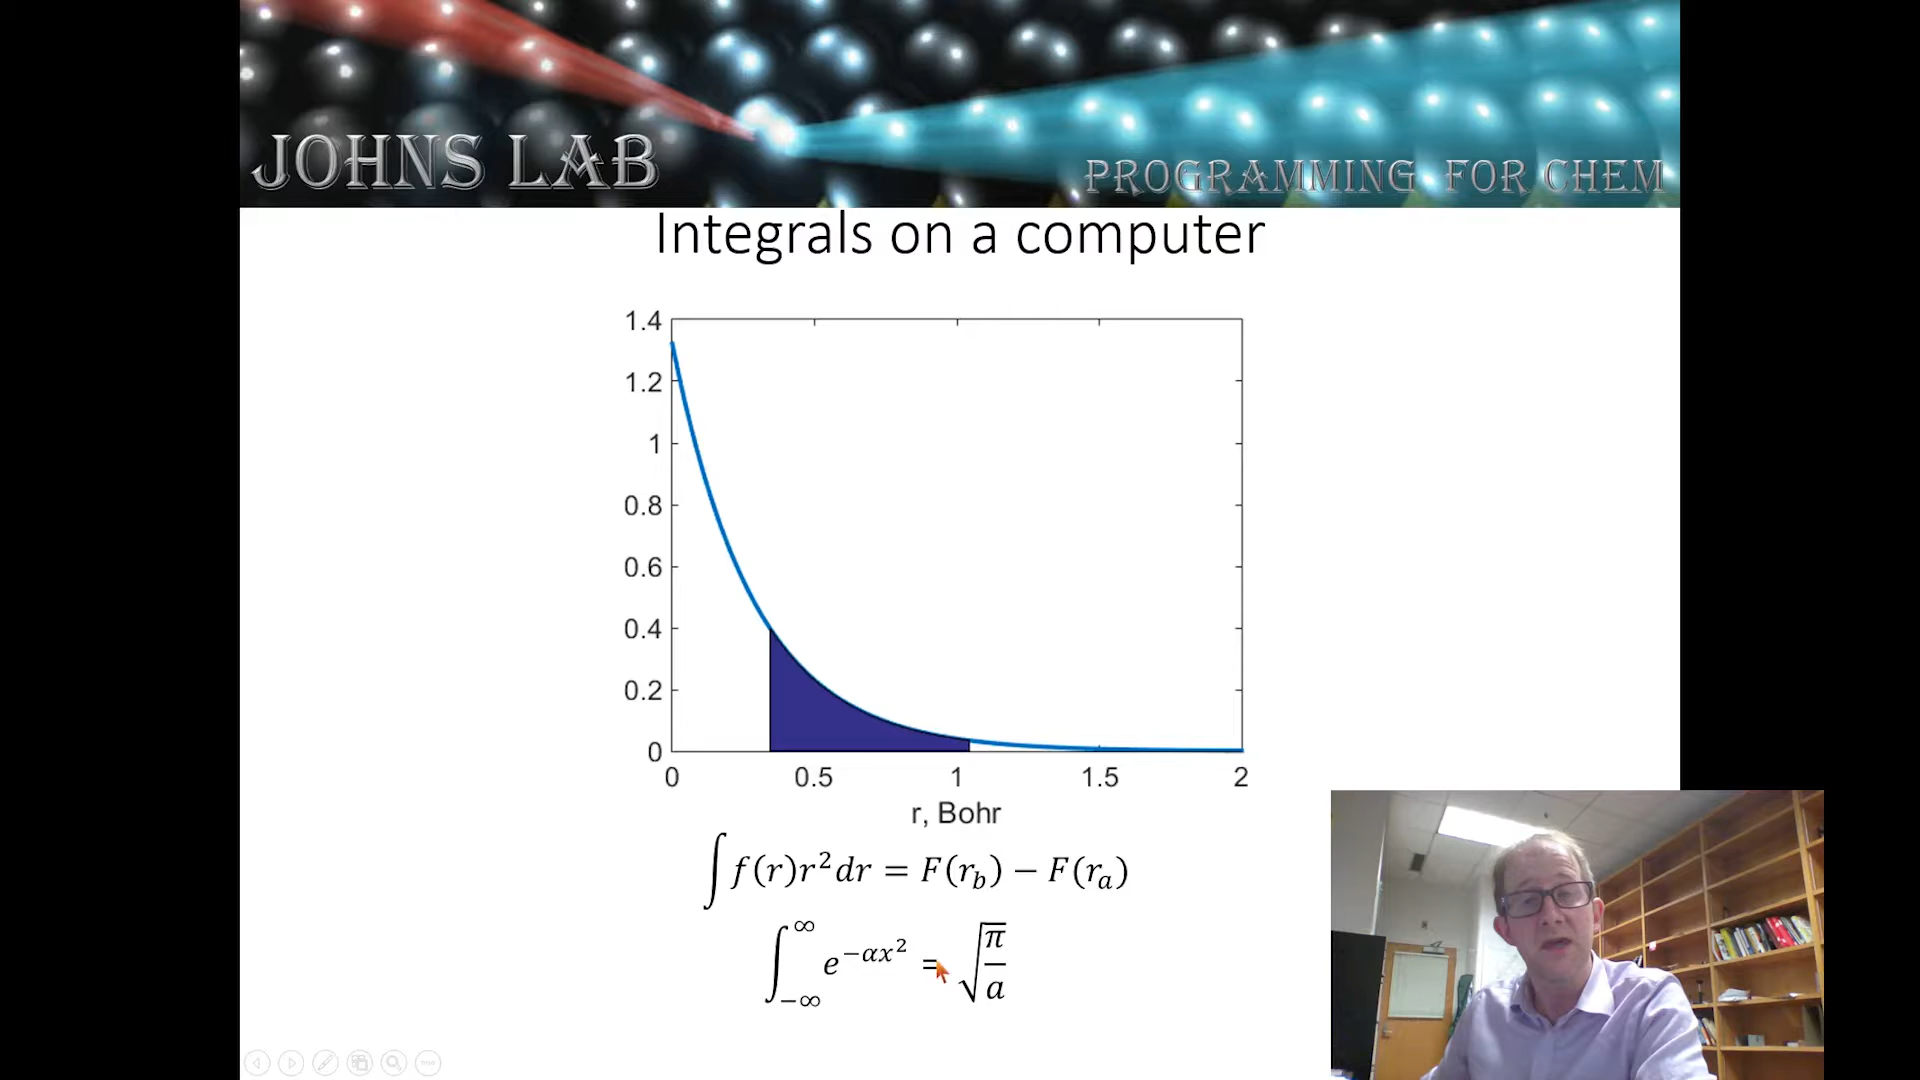 JOHNS LAB
PROGRAMMING FOR CHEM
Integrals on a computer
1.4
1.2
1
0.8
0.6
0.4
0.2
0
0 0.5 1 1.5 2
r, Bohr
∫ f(r)r²dr = F(r_b) − F(r_a)
∫_{−∞}^{∞} e^{−αx²} = √(π/a)